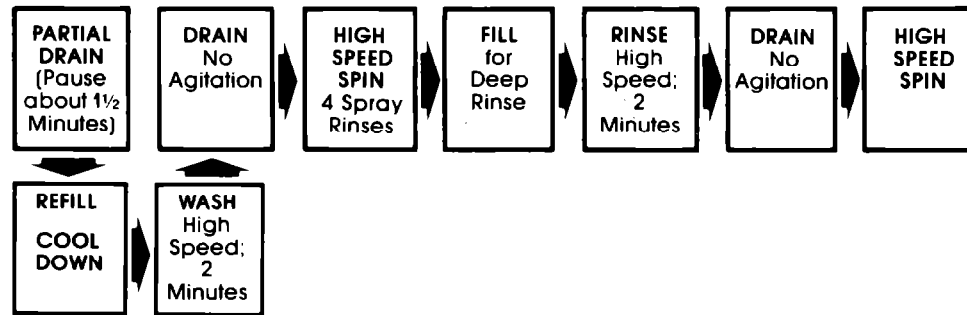 PARTIAL
DRAIN
(Pause
about 1½
Minutes)
REFILL
COOL
DOWN
WASH
High
Speed;
2
Minutes
DRAIN
No
Agitation
HIGH
SPEED
SPIN
4 Spray
Rinses
FILL
for
Deep
Rinse
RINSE
High
Speed;
2
Minutes
DRAIN
No
Agitation
HIGH
SPEED
SPIN